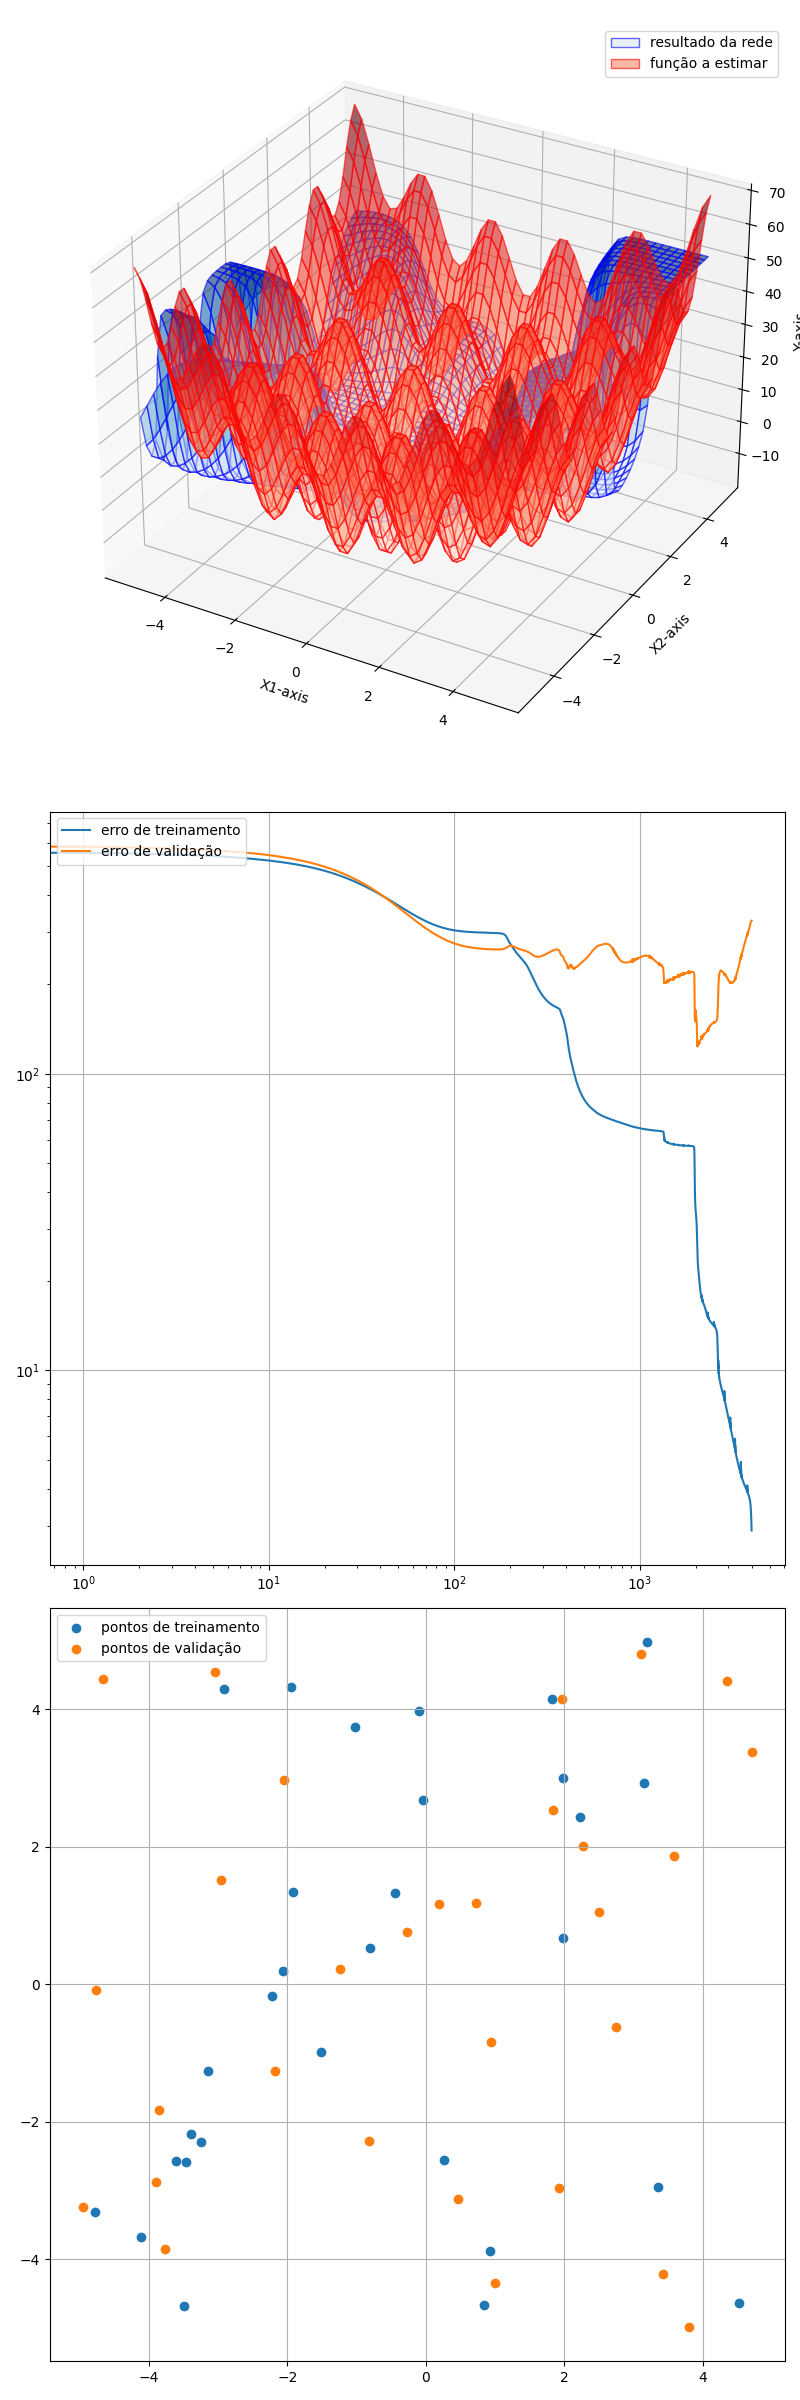 resultado da rede
função a estimar
70
60
50
40
30
20
10
0
−10
Y-axis
4
2
0
−2
−4
X2-axis
−4
−2
0
2
4
X1-axis
erro de treinamento
erro de validação
10²
10¹
10⁰ 10¹ 10² 10³
pontos de treinamento
pontos de validação
4
2
0
−2
−4
−4 −2 0 2 4